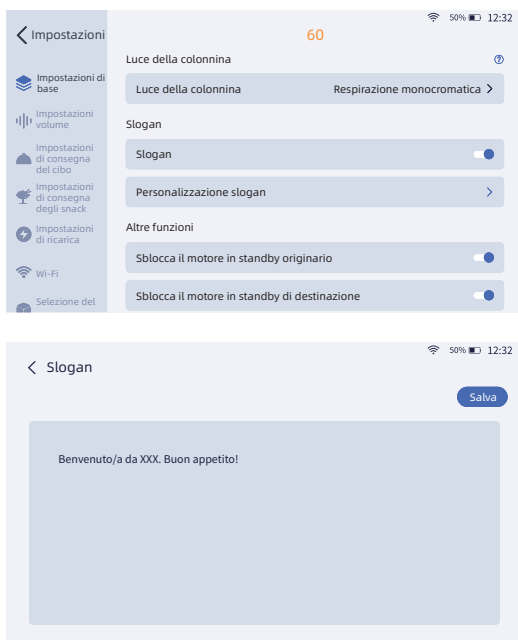 50% 12:32
Impostazioni
60
Luce della colonnina
Impostazioni di
base
Luce della colonnina Respirazione monocromatica
Impostazioni
volume
Slogan
Impostazioni
di consegna
del cibo
Slogan
Impostazioni
di consegna
degli snack
Personalizzazione slogan
Impostazioni
di ricarica
Altre funzioni
Sblocca il motore in standby originario
Wi-Fi
Sblocca il motore in standby di destinazione
Selezione del
50% 12:32
Slogan
Salva
Benvenuto/a da XXX. Buon appetito!